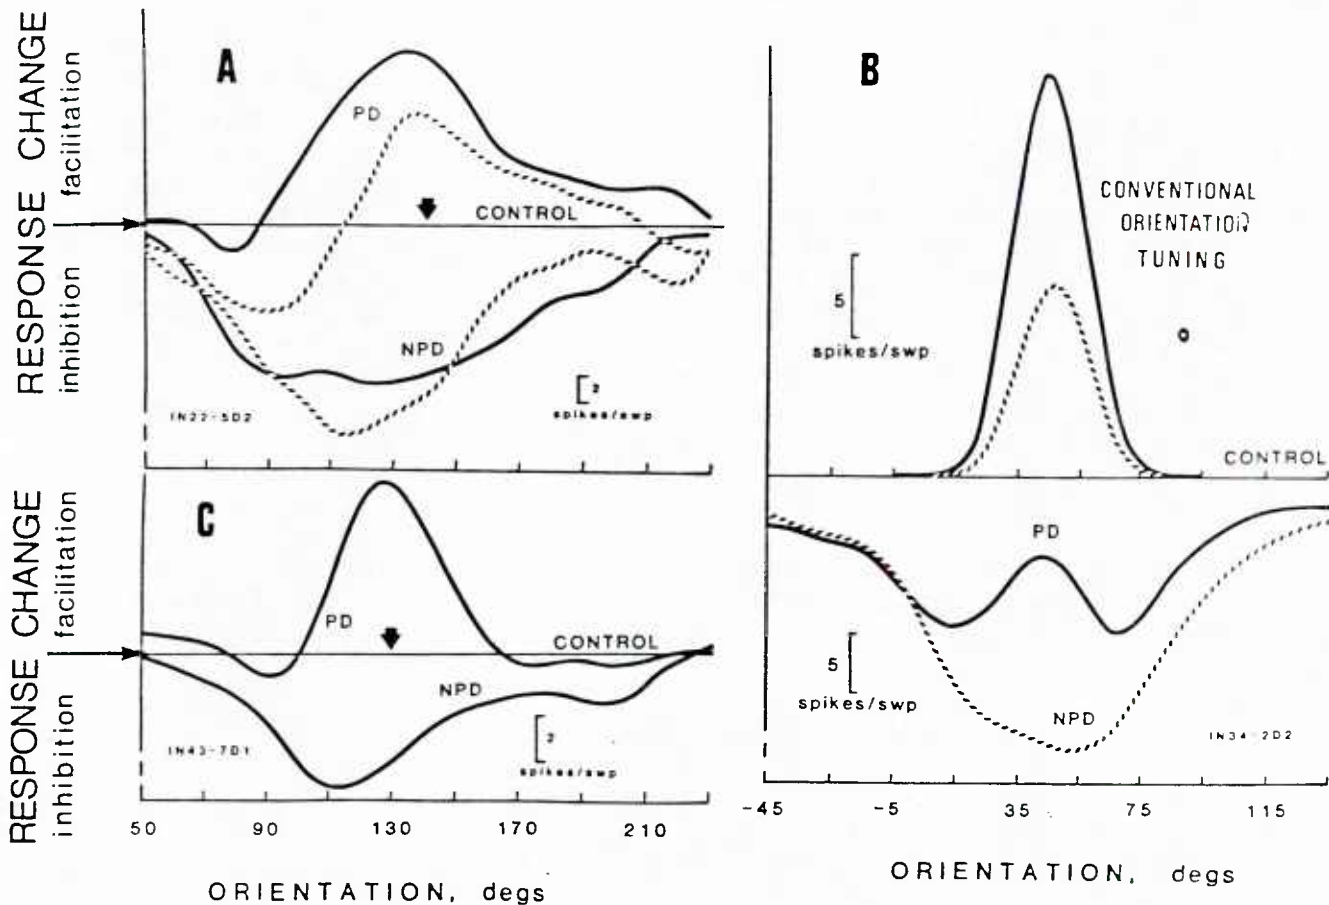 RESPONSE CHANGE
inhibition facilitation
A
PD
CONTROL
NPD
IN22-5D2
2
spikes/swp
B
CONVENTIONAL
ORIENTATION
TUNING
5
spikes/swp
CONTROL
PD
5
spikes/swp
NPD
IN34-2D2
-45 -5 35 75 115
ORIENTATION, degs
RESPONSE CHANGE
inhibition facilitation
C
PD
CONTROL
NPD
IN43-7D1
2
spikes/swp
50 90 130 170 210
ORIENTATION, degs